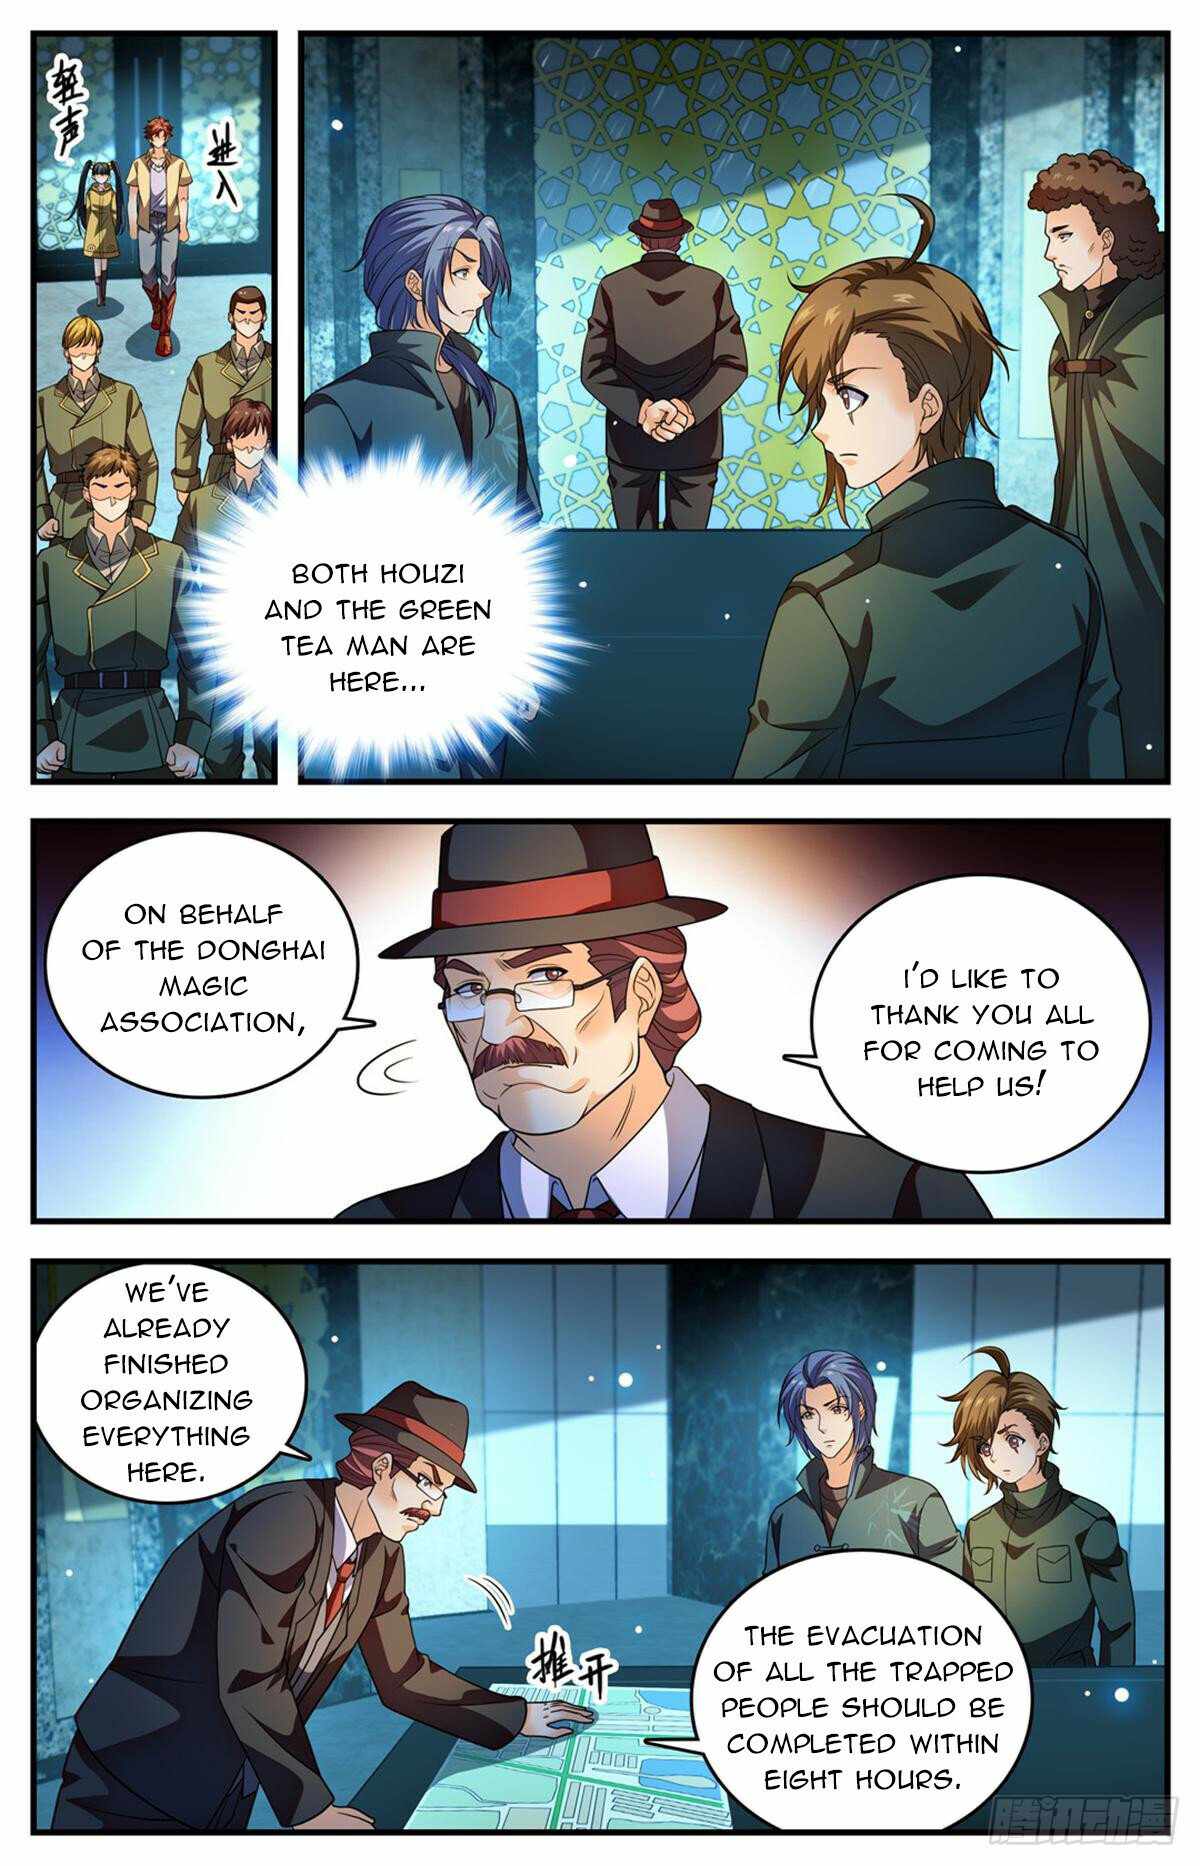 轻声
进入
BOTH HOUZI
AND THE GREEN
TEA MAN ARE
HERE...
ON BEHALF
OF THE DONGHAI
MAGIC
ASSOCIATION,
I'D LIKE TO
THANK YOU ALL
FOR COMING TO
HELP US!
WE'VE
ALREADY
FINISHED
ORGANIZING
EVERYTHING
HERE.
推开
THE EVACUATION
OF ALL THE TRAPPED
PEOPLE SHOULD BE
COMPLETED WITHIN
EIGHT HOURS.
腾讯动漫